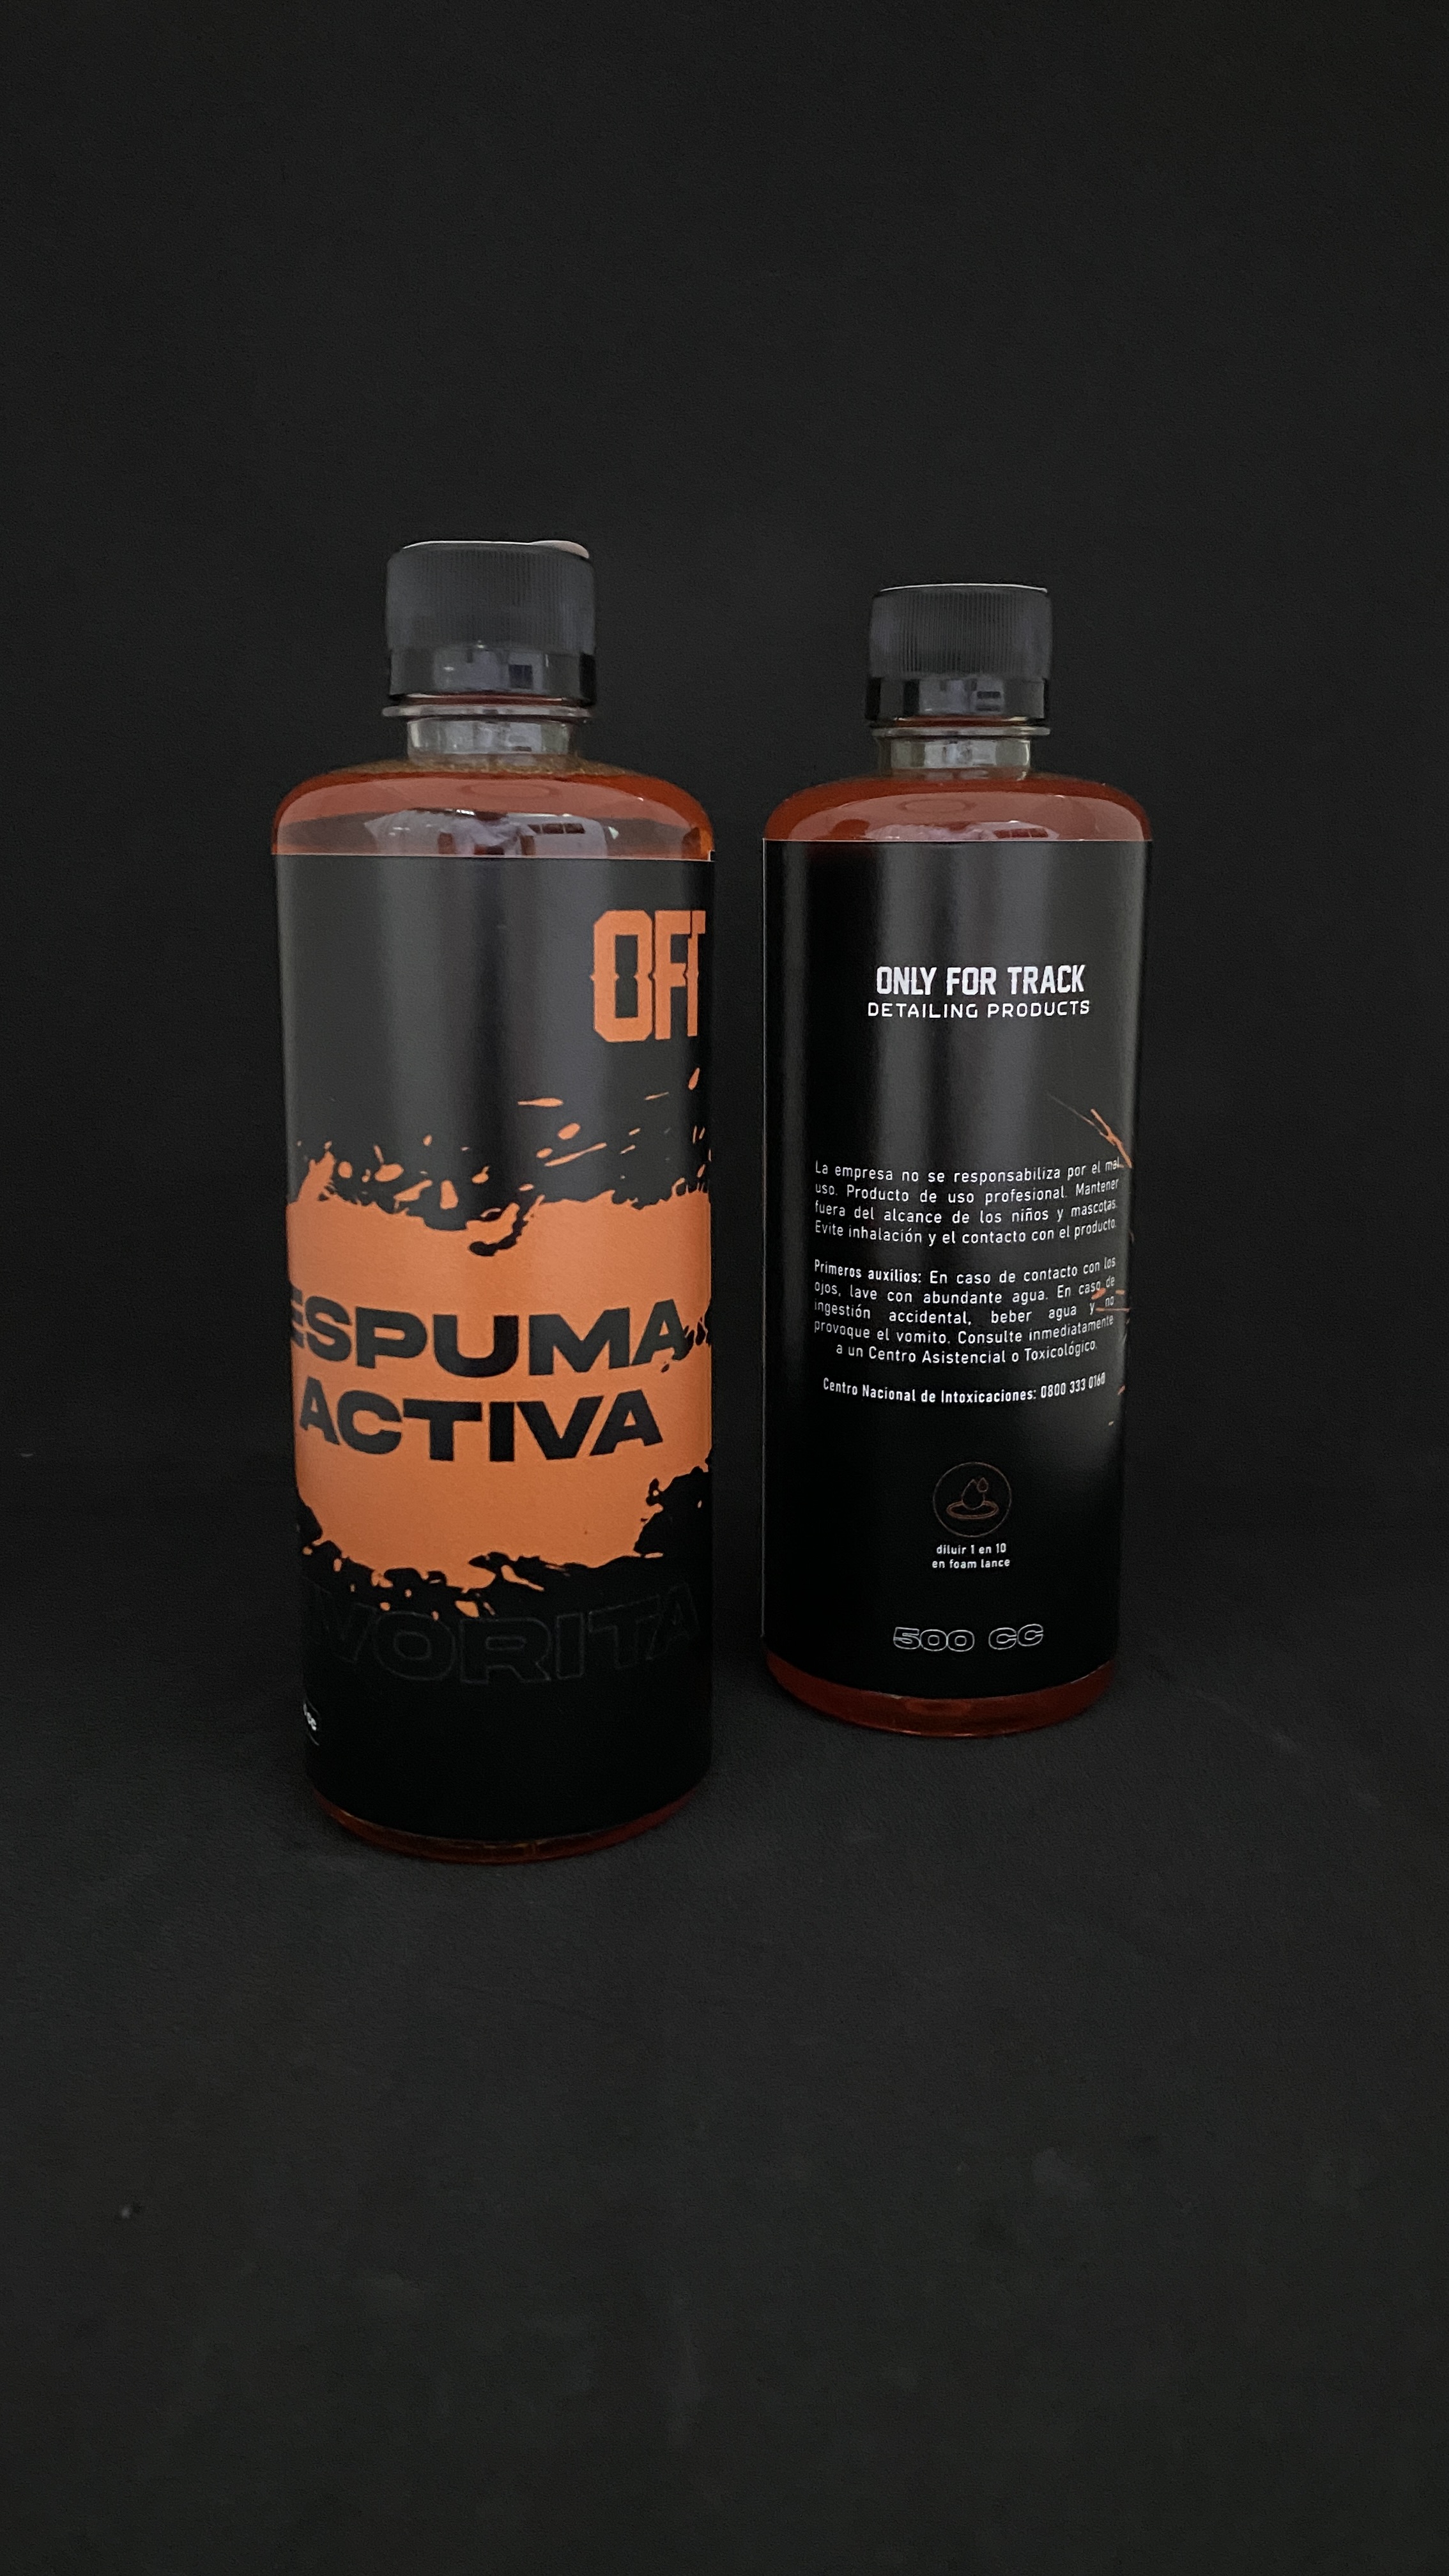 OFT
ESPUMA
ACTIVA
VORITA
cc
ONLY FOR TRACK
DETAILING PRODUCTS
La empresa no se responsabiliza por el mal
uso. Producto de uso profesional. Mantener
fuera del alcance de los niños y mascotas.
Evite inhalación y el contacto con el producto.
Primeros auxilios: En caso de contacto con los
ojos, lave con abundante agua. En caso de
ingestión accidental, beber agua y no
provoque el vomito. Consulte inmediatamente
a un Centro Asistencial o Toxicológico.
Centro Nacional de Intoxicaciones: 0800 333 0160
diluir 1 en 10
en foam lance
500 CC